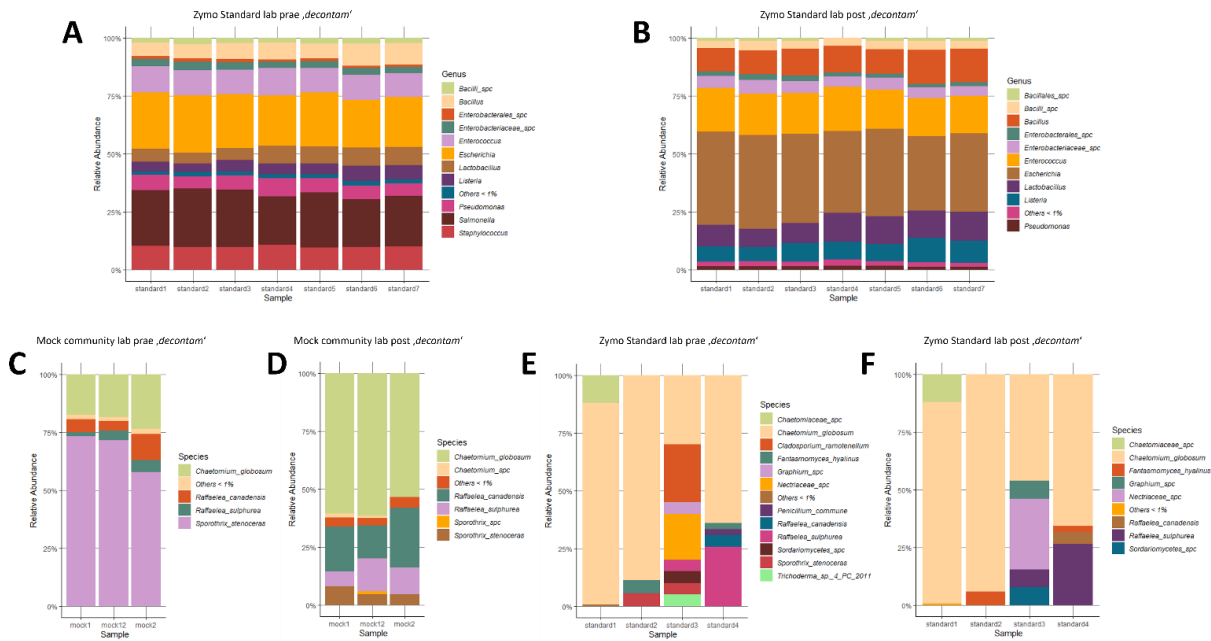 Zymo Standard lab prae ‚decontam‘
A
100%
75%
50%
25%
0%
Relative Abundance
standard1 standard2 standard3 standard4 standard5 standard6 standard7
Sample
Genus
Bacilli_spc
Bacillus
Enterobacterales_spc
Enterobacteriaceae_spc
Enterococcus
Escherichia
Lactobacillus
Listeria
Others < 1%
Pseudomonas
Salmonella
Staphylococcus
Zymo Standard lab post ‚decontam‘
B
100%
75%
50%
25%
0%
Relative Abundance
standard1 standard2 standard3 standard4 standard5 standard6 standard7
Sample
Genus
Bacillales_spc
Bacilli_spc
Bacillus
Enterobacterales_spc
Enterobacteriaceae_spc
Enterococcus
Escherichia
Lactobacillus
Listeria
Others < 1%
Pseudomonas
Mock community lab prae ‚decontam‘
C
100%
75%
50%
25%
0%
Relative Abundance
mock1 mock12 mock2
Sample
Species
Chaetomium_globosum
Others < 1%
Raffaelea_canadensis
Raffaelea_sulphurea
Sporothrix_stenoceras
Mock community lab post ‚decontam‘
D
100%
75%
50%
25%
0%
Relative Abundance
mock1 mock12 mock2
Sample
Species
Chaetomium_globosum
Chaetomium_spc
Others < 1%
Raffaelea_canadensis
Raffaelea_sulphurea
Sporothrix_spc
Sporothrix_stenoceras
Zymo Standard lab prae ‚decontam‘
E
100%
75%
50%
25%
0%
Relative Abundance
standard1 standard2 standard3 standard4
Sample
Species
Chaetomiaceae_spc
Chaetomium_globosum
Cladosporium_ramotenellum
Fantasmomyces_hyalinus
Graphium_spc
Nectriaceae_spc
Others < 1%
Penicillium_commune
Raffaelea_canadensis
Raffaelea_sulphurea
Sordariomycetes_spc
Sporothrix_stenoceras
Trichoderma_sp._4_PC_2011
Zymo Standard lab post ‚decontam‘
F
100%
75%
50%
25%
0%
Relative Abundance
standard1 standard2 standard3 standard4
Sample
Species
Chaetomiaceae_spc
Chaetomium_globosum
Fantasmomyces_hyalinus
Graphium_spc
Nectriaceae_spc
Others < 1%
Raffaelea_canadensis
Raffaelea_sulphurea
Sordariomycetes_spc